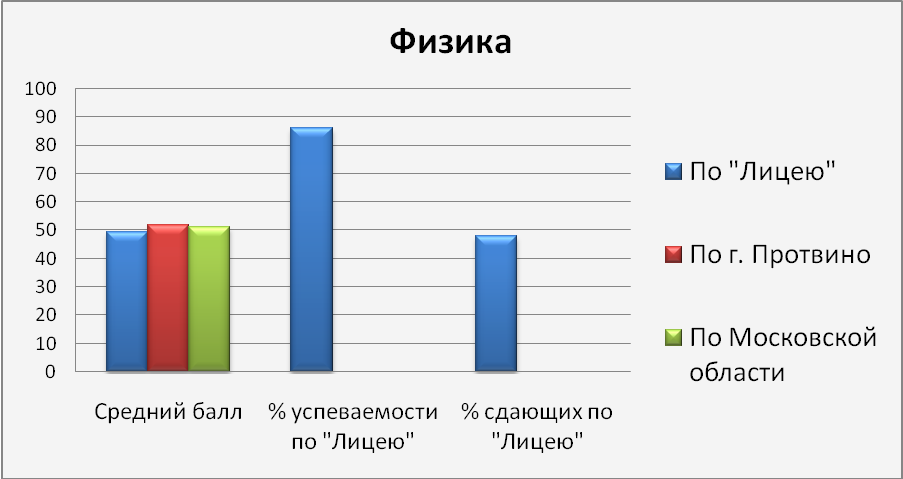 Физика
100
90
80
70
60
50
40
30
20
10
0
Средний балл
% успеваемости
по "Лицею"
% сдающих по
"Лицею"
По "Лицею"
По г. Протвино
По Московской
области